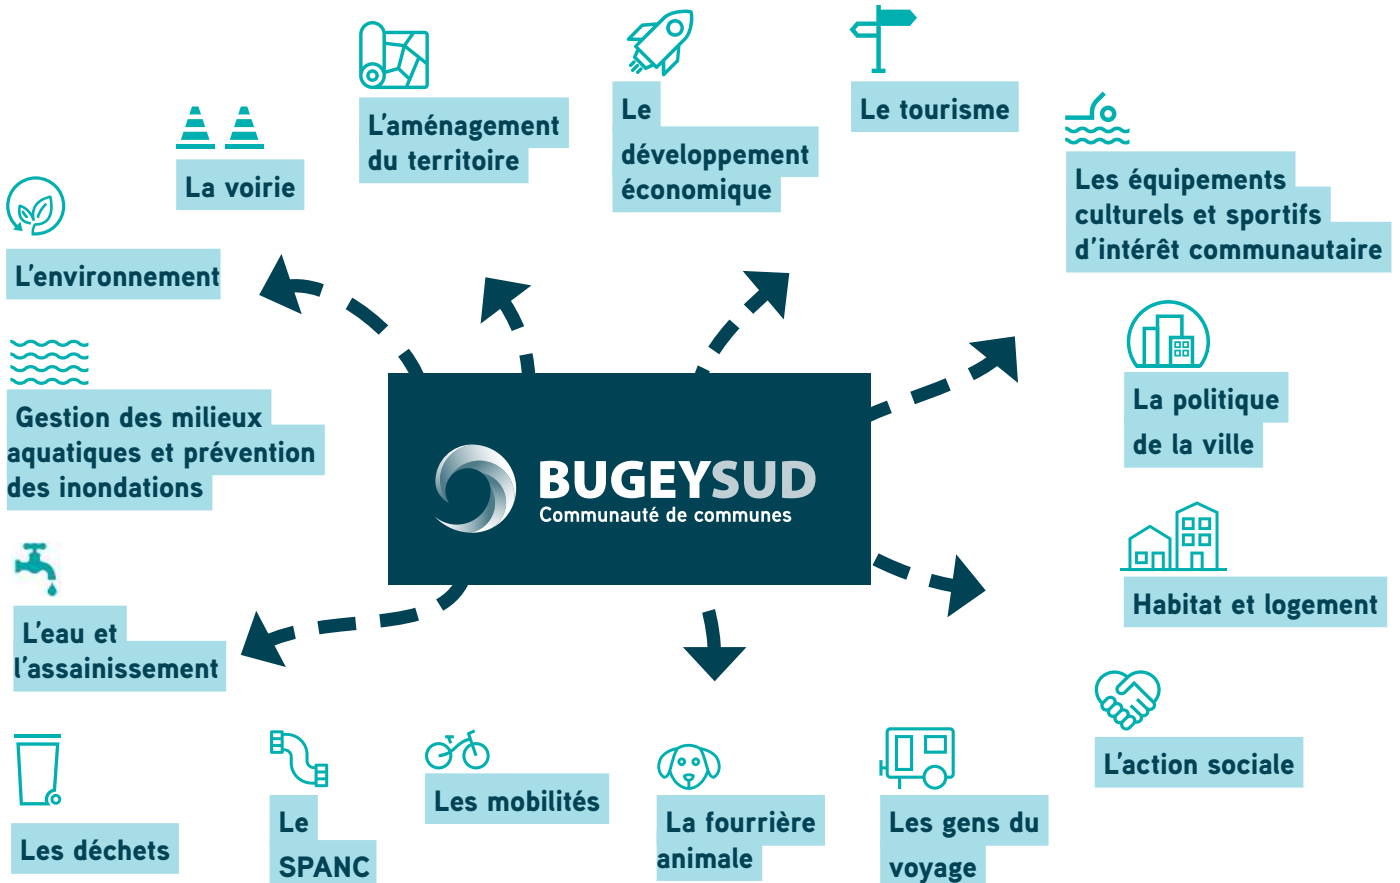 L'aménagement
du territoire
Le
développement
économique
Le tourisme
La voirie
Les équipements
culturels et sportifs
d'intérêt communautaire
L'environnement
Gestion des milieux
aquatiques et prévention
des inondations
La politique
de la ville
BUGEYSUD
Communauté de communes
Habitat et logement
L'eau et
l'assainissement
L'action sociale
Les déchets
Le
SPANC
Les mobilités
La fourrière
animale
Les gens du
voyage